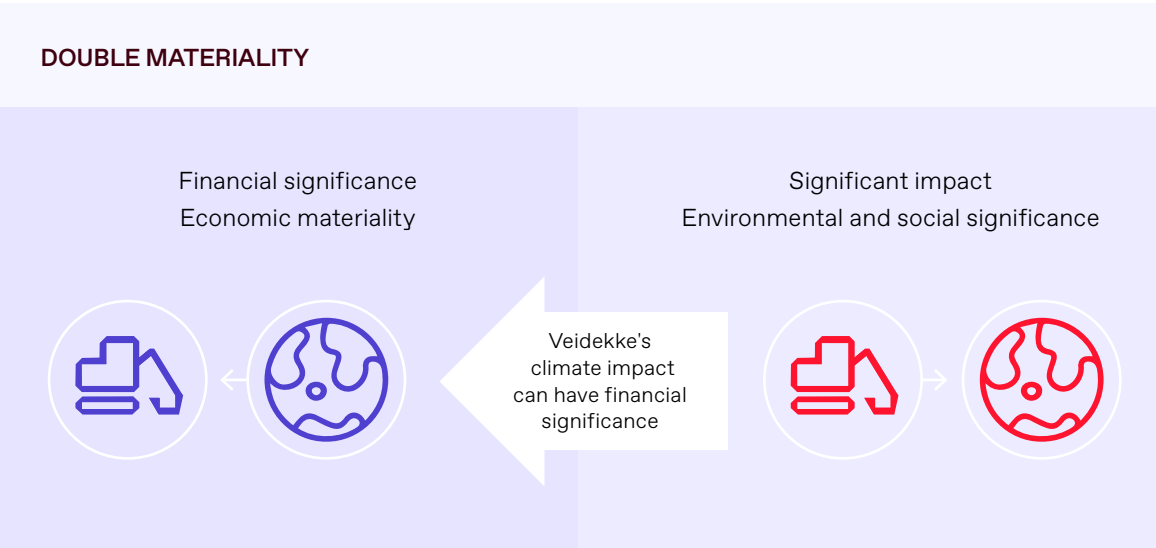 DOUBLE MATERIALITY
Financial significance
Economic materiality
Significant impact
Environmental and social significance
Veidekke's
climate impact
can have financial
significance